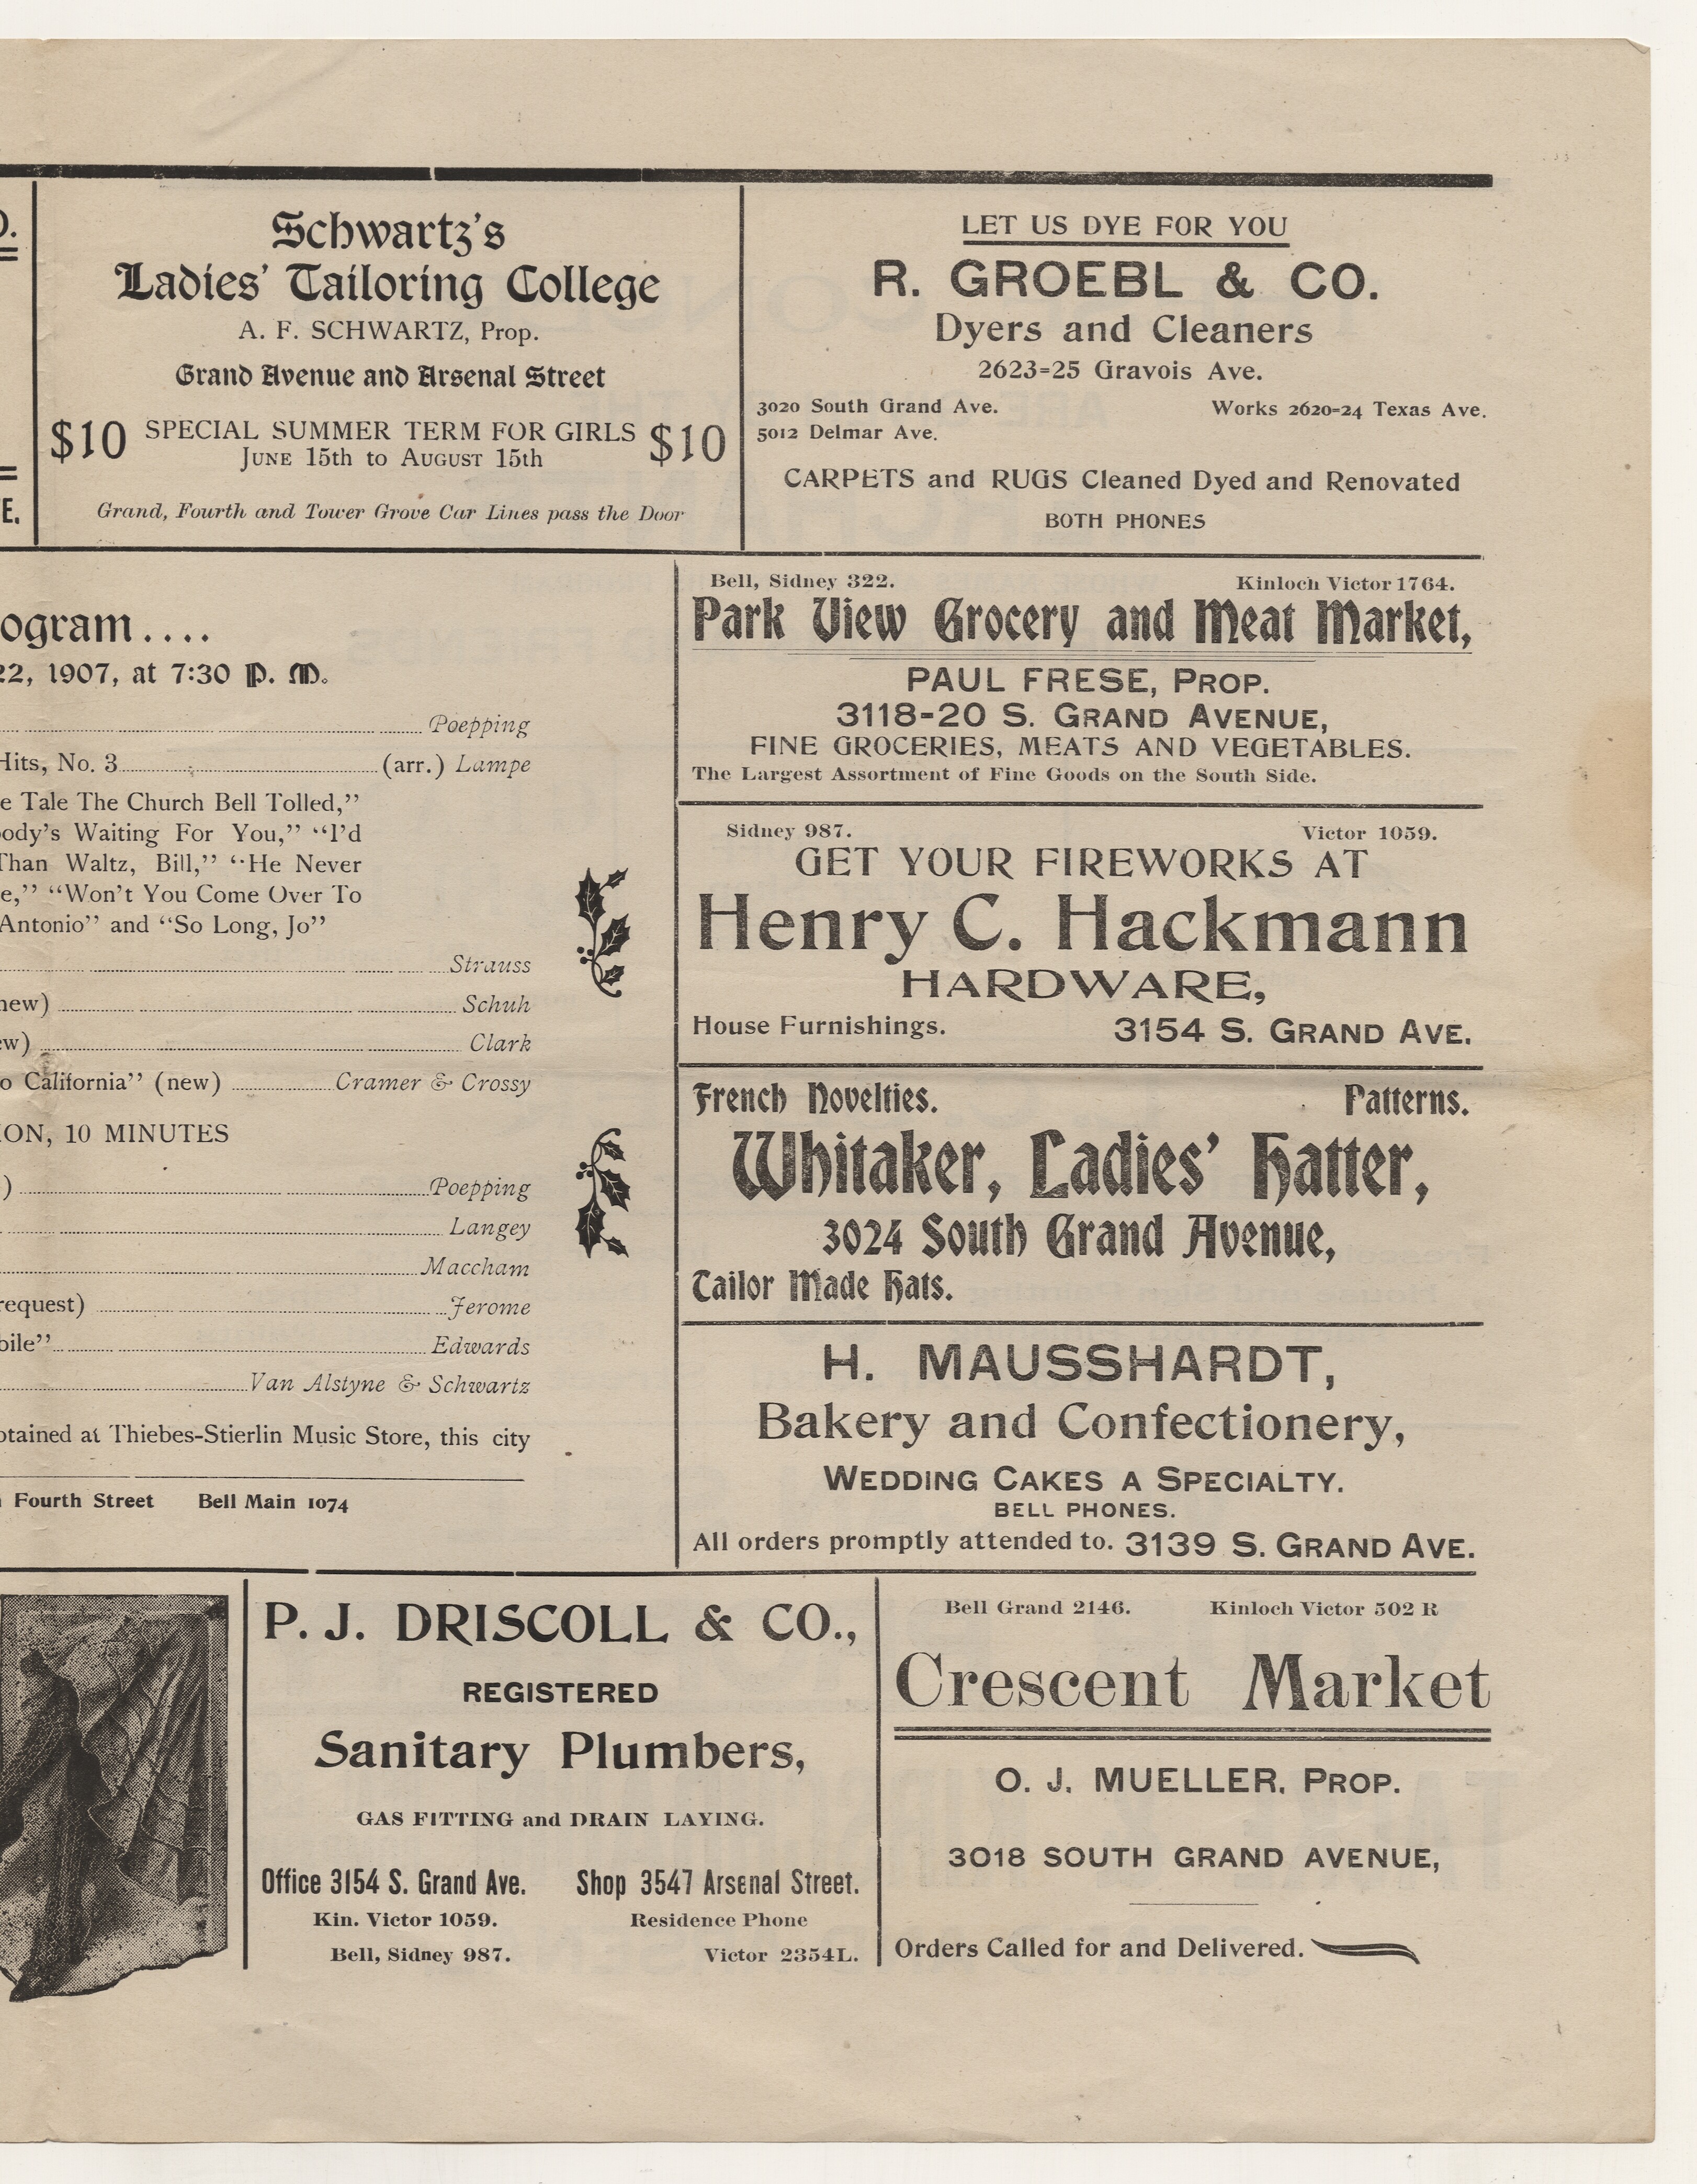 O.
E.
Schwartz's
Ladies' Tailoring College
A. F. SCHWARTZ, Prop.
Grand Avenue and Arsenal Street
$10 SPECIAL SUMMER TERM FOR GIRLS $10
JUNE 15th to AUGUST 15th
Grand, Fourth and Tower Grove Car Lines pass the Door
LET US DYE FOR YOU
R. GROEBL & CO.
Dyers and Cleaners
2623=25 Gravois Ave.
3020 South Grand Ave. Works 2620=24 Texas Ave.
5012 Delmar Ave.
CARPETS and RUGS Cleaned Dyed and Renovated
BOTH PHONES
ogram....
22, 1907, at 7:30 P. M.
Poepping
Hits, No. 3 (arr.) Lampe
e Tale The Church Bell Tolled,"
ody's Waiting For You," "I'd
Than Waltz, Bill," "He Never
e," "Won't You Come Over To
Antonio" and "So Long, Jo"
Strauss
new) Schuh
ew) Clark
o California" (new) Cramer & Crossy
ION, 10 MINUTES
) Poepping
Langey
Maccham
request) Jerome
bile" Edwards
Van Alstyne & Schwartz
btained at Thiebes-Stierlin Music Store, this city
Fourth Street Bell Main 1074
Bell, Sidney 322. Kinloch Victor 1764.
Park View Grocery and Meat Market,
PAUL FRESE, PROP.
3118-20 S. GRAND AVENUE,
FINE GROCERIES, MEATS AND VEGETABLES.
The Largest Assortment of Fine Goods on the South Side.
Sidney 987. Victor 1059.
GET YOUR FIREWORKS AT
Henry C. Hackmann
HARDWARE,
House Furnishings. 3154 S. GRAND AVE.
French Novelties. Patterns.
Whitaker, Ladies' Hatter,
3024 South Grand Avenue,
Tailor Made Hats.
H. MAUSSHARDT,
Bakery and Confectionery,
WEDDING CAKES A SPECIALTY.
BELL PHONES.
All orders promptly attended to. 3139 S. GRAND AVE.
P. J. DRISCOLL & CO.,
REGISTERED
Sanitary Plumbers,
GAS FITTING and DRAIN LAYING.
Office 3154 S. Grand Ave. Shop 3547 Arsenal Street.
Kin. Victor 1059. Residence Phone
Bell, Sidney 987. Victor 2354L.
Bell Grand 2146. Kinloch Victor 502 R
Crescent Market
O. J. MUELLER, PROP.
3018 SOUTH GRAND AVENUE,
Orders Called for and Delivered.